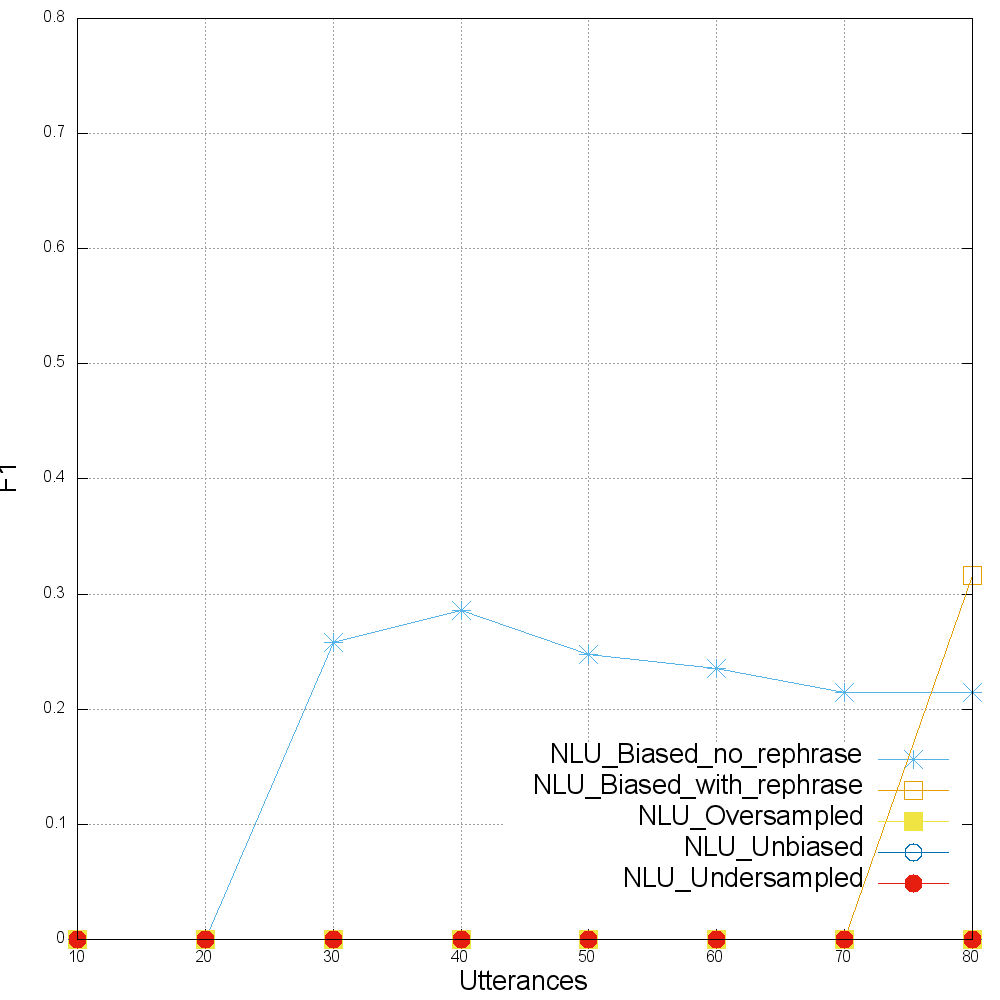 0.8
0.7
0.6
0.5
0.4
F1
0.3
0.2
NLU_Biased_no_rephrase
NLU_Biased_with_rephrase
0.1
NLU_Oversampled
NLU_Unbiased
NLU_Undersampled
0
10 20 30 40 50 60 70 80
Utterances